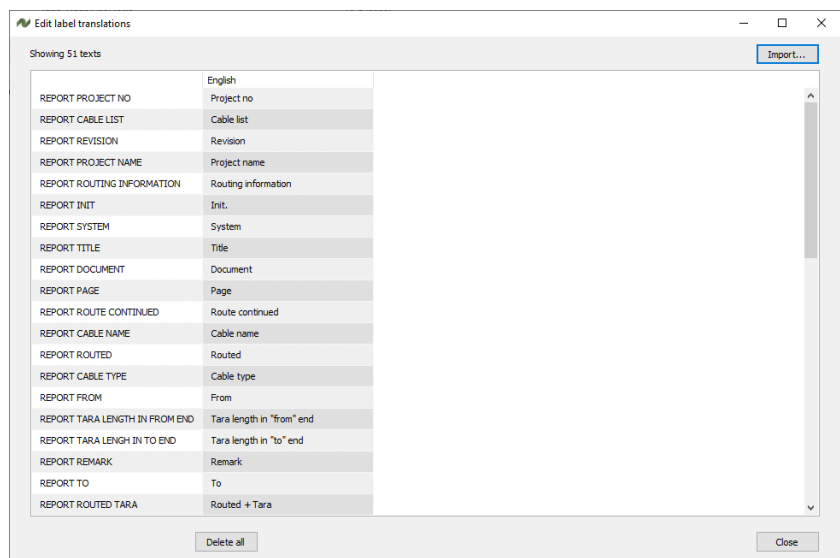 Edit label translations
Showing 51 texts
Import...
English
REPORT PROJECT NO Project no
REPORT CABLE LIST Cable list
REPORT REVISION Revision
REPORT PROJECT NAME Project name
REPORT ROUTING INFORMATION Routing information
REPORT INIT Init.
REPORT SYSTEM System
REPORT TITLE Title
REPORT DOCUMENT Document
REPORT PAGE Page
REPORT ROUTE CONTINUED Route continued
REPORT CABLE NAME Cable name
REPORT ROUTED Routed
REPORT CABLE TYPE Cable type
REPORT FROM From
REPORT TARA LENGTH IN FROM END Tara length in "from" end
REPORT TARA LENGH IN TO END Tara length in "to" end
REPORT REMARK Remark
REPORT TO To
REPORT ROUTED TARA Routed + Tara
Delete all
Close